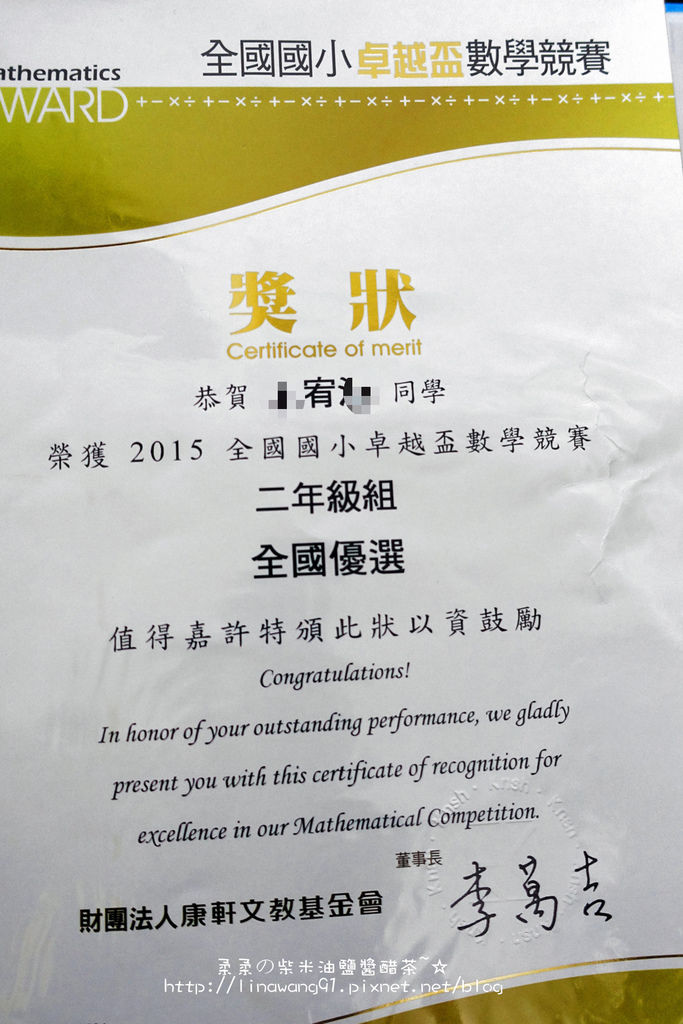 全國國小卓越盃數學競賽
athematics
WARD
獎 狀
Certificate of merit
恭賀 宥 同學
榮獲 2015 全國國小卓越盃數學競賽
二年級組
全國優選
值得嘉許特頒此狀以資鼓勵
Congratulations!
In honor of your outstanding performance, we gladly
present you with this certificate of recognition for
excellence in our Mathematical Competition.
董事長
財團法人康軒文教基金會 李萬吉
柔柔の柴米油鹽醬醋茶~☆
http://linawang91.pixnet.net/blog